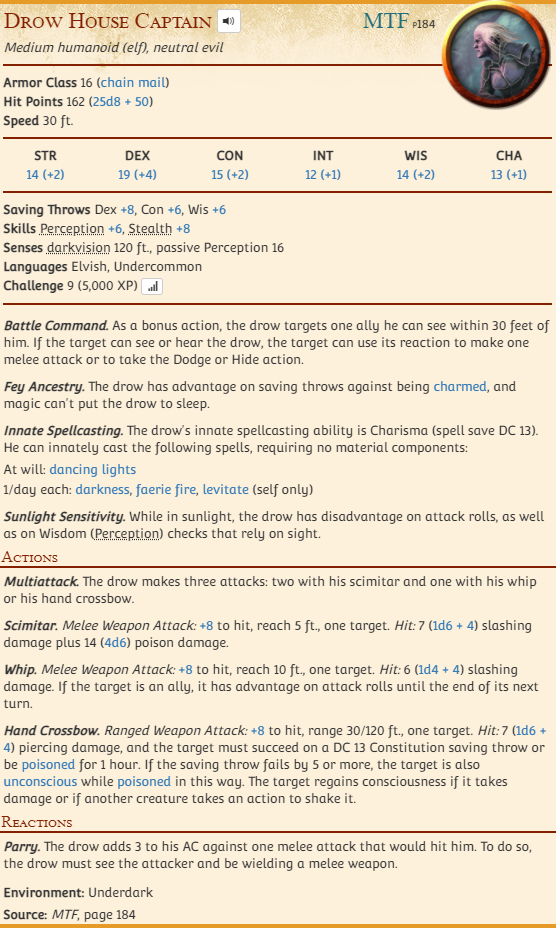 Drow House Captain MTF p184
Medium humanoid (elf), neutral evil
Armor Class 16 (chain mail)
Hit Points 162 (25d8 + 50)
Speed 30 ft.
STR DEX CON INT WIS CHA
14 (+2) 19 (+4) 15 (+2) 12 (+1) 14 (+2) 13 (+1)
Saving Throws Dex +8, Con +6, Wis +6
Skills Perception +6, Stealth +8
Senses darkvision 120 ft., passive Perception 16
Languages Elvish, Undercommon
Challenge 9 (5,000 XP)
Battle Command. As a bonus action, the drow targets one ally he can see within 30 feet of
him. If the target can see or hear the drow, the target can use its reaction to make one
melee attack or to take the Dodge or Hide action.
Fey Ancestry. The drow has advantage on saving throws against being charmed, and
magic can't put the drow to sleep.
Innate Spellcasting. The drow's innate spellcasting ability is Charisma (spell save DC 13).
He can innately cast the following spells, requiring no material components:
At will: dancing lights
1/day each: darkness, faerie fire, levitate (self only)
Sunlight Sensitivity. While in sunlight, the drow has disadvantage on attack rolls, as well
as on Wisdom (Perception) checks that rely on sight.
Actions
Multiattack. The drow makes three attacks: two with his scimitar and one with his whip
or his hand crossbow.
Scimitar. Melee Weapon Attack: +8 to hit, reach 5 ft., one target. Hit: 7 (1d6 + 4) slashing
damage plus 14 (4d6) poison damage.
Whip. Melee Weapon Attack: +8 to hit, reach 10 ft., one target. Hit: 6 (1d4 + 4) slashing
damage. If the target is an ally, it has advantage on attack rolls until the end of its next
turn.
Hand Crossbow. Ranged Weapon Attack: +8 to hit, range 30/120 ft., one target. Hit: 7 (1d6 +
4) piercing damage, and the target must succeed on a DC 13 Constitution saving throw or
be poisoned for 1 hour. If the saving throw fails by 5 or more, the target is also
unconscious while poisoned in this way. The target regains consciousness if it takes
damage or if another creature takes an action to shake it.
Reactions
Parry. The drow adds 3 to his AC against one melee attack that would hit him. To do so,
the drow must see the attacker and be wielding a melee weapon.
Environment: Underdark
Source: MTF, page 184